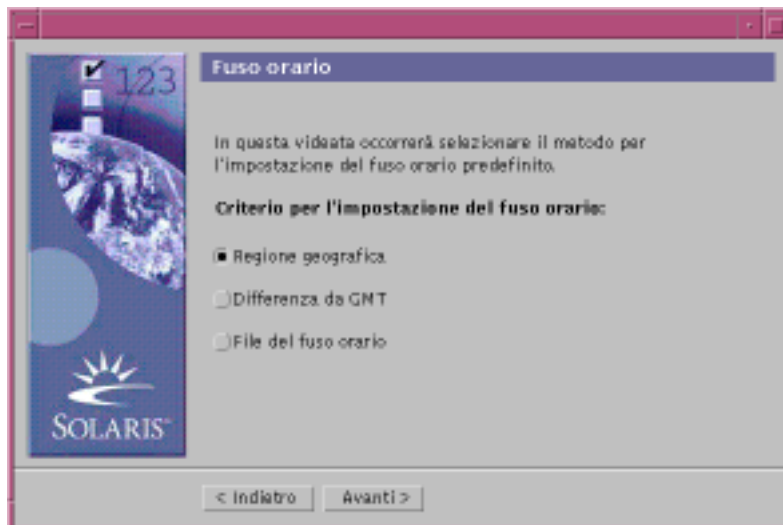 123
Fuso orario
In questa videata occorrerà selezionare il metodo per
l'impostazione del fuso orario predefinito.
Criterio per l'impostazione del fuso orario:
Regione geografica
Differenza da GMT
File del fuso orario
SOLARIS™
< Indietro
Avanti >